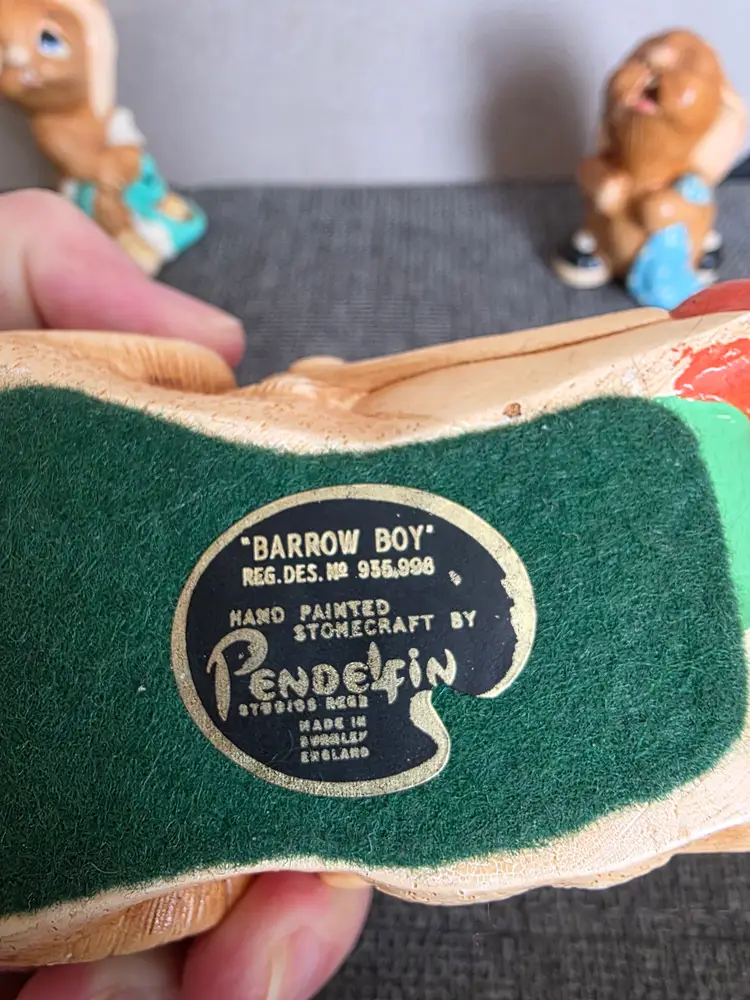 "BARROW BOY"
REG. DES. Nº 935,998
HAND PAINTED
STONECRAFT BY
PENDELFIN
STUDIOS REGD
MADE IN
BURNLEY
ENGLAND